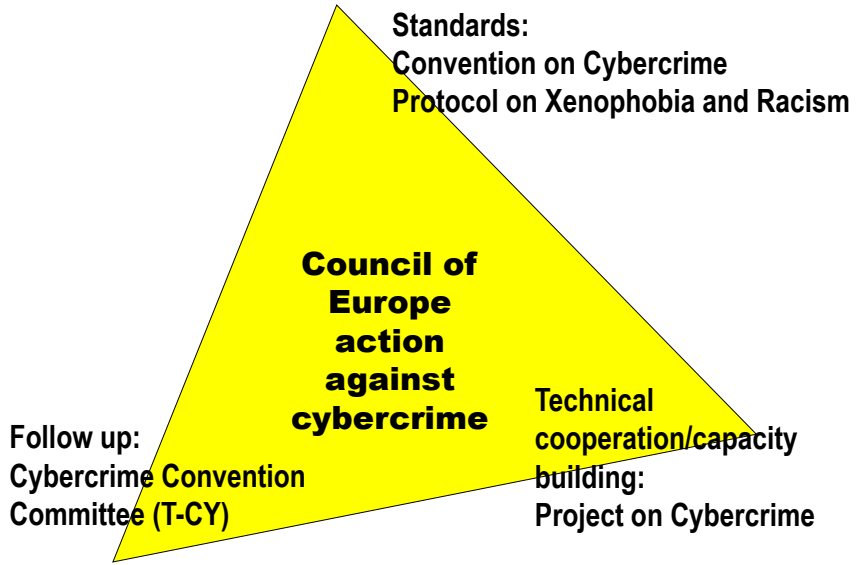 Standards:
Convention on Cybercrime
Protocol on Xenophobia and Racism
Council of
Europe
action
against
cybercrime
Follow up:
Cybercrime Convention
Committee (T-CY)
Technical
cooperation/capacity
building:
Project on Cybercrime